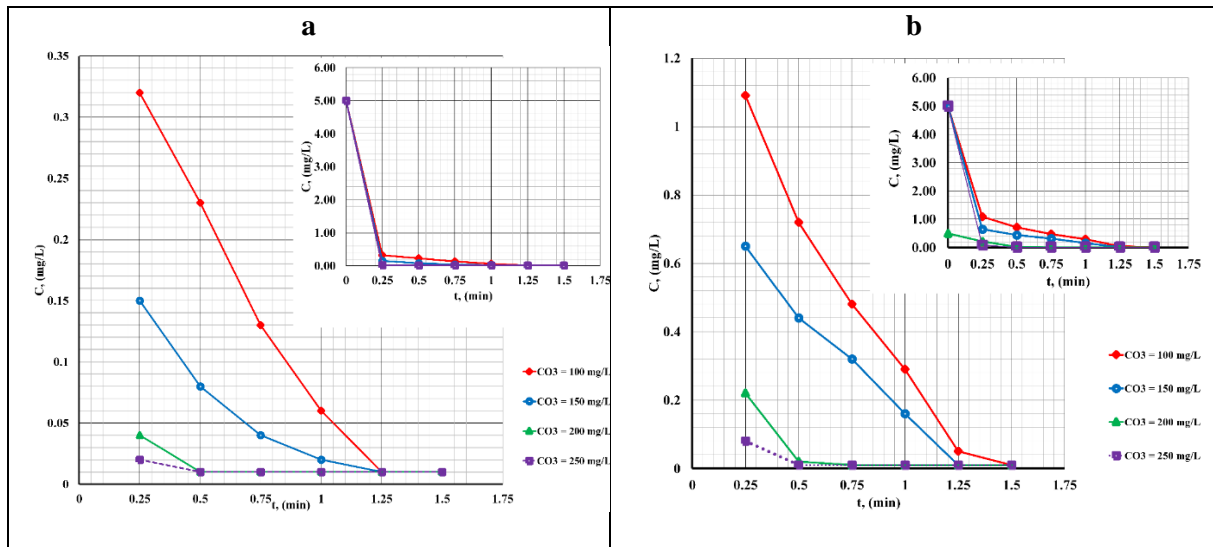 a
0.35
0.3
0.25
0.2
0.15
0.1
0.05
0
C, (mg/L)
0 0.25 0.5 0.75 1 1.25 1.5 1.75
t, (min)
6.00
5.00
4.00
3.00
2.00
1.00
0.00
C, (mg/L)
0 0.25 0.5 0.75 1 1.25 1.5 1.75
t, (min)
CO3 = 100 mg/L
CO3 = 150 mg/L
CO3 = 200 mg/L
CO3 = 250 mg/L
b
1.2
1
0.8
0.6
0.4
0.2
0
C, (mg/L)
0 0.25 0.5 0.75 1 1.25 1.5 1.75
t, (min)
6.00
5.00
4.00
3.00
2.00
1.00
0.00
C, (mg/L)
0 0.25 0.5 0.75 1 1.25 1.5 1.75
t, (min)
CO3 = 100 mg/L
CO3 = 150 mg/L
CO3 = 200 mg/L
CO3 = 250 mg/L